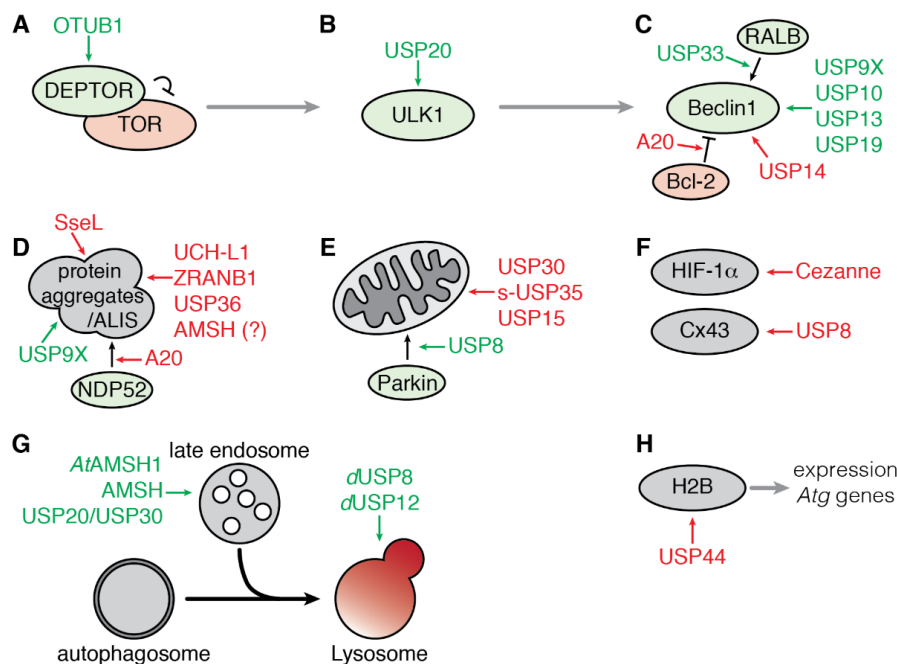 A
OTUB1
DEPTOR
TOR
B
USP20
ULK1
C
RALB
USP33
USP9X
USP10
USP13
USP19
Beclin1
A20
Bcl-2
USP14
D
SseL
protein
aggregates
/ALIS
UCH-L1
ZRANB1
USP36
AMSH (?)
USP9X
A20
NDP52
E
USP30
s-USP35
USP15
USP8
Parkin
F
HIF-1α
Cezanne
Cx43
USP8
G
late endosome
AtAMSH1
AMSH
USP20/USP30
dUSP8
dUSP12
autophagosome
Lysosome
H
H2B
expression
Atg genes
USP44